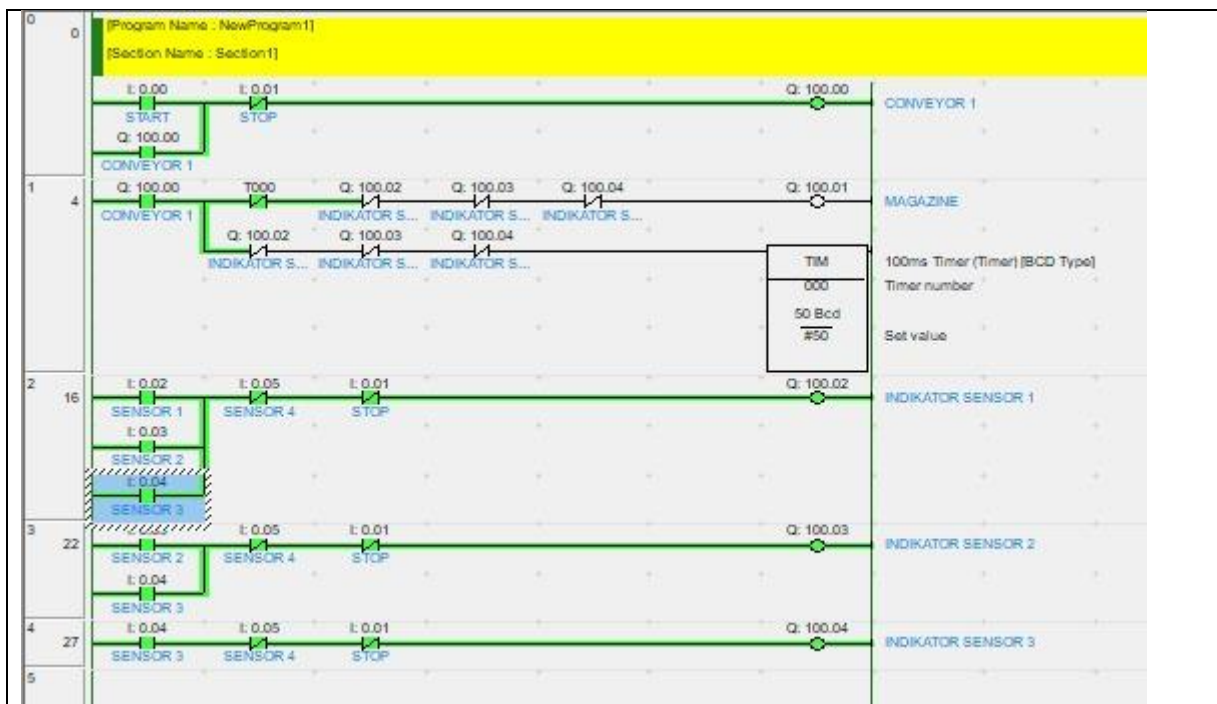 0
0
[Program Name : NewProgram1]
[Section Name : Section1]
I: 0.00 I: 0.01 Q: 100.00
START STOP CONVEYOR 1
Q: 100.00
CONVEYOR 1
1
4
Q: 100.00 T000 Q: 100.02 Q: 100.03 Q: 100.04 Q: 100.01
CONVEYOR 1 INDIKATOR S... INDIKATOR S... INDIKATOR S... MAGAZINE
Q: 100.02 Q: 100.03 Q: 100.04
INDIKATOR S... INDIKATOR S... INDIKATOR S...
TIM 100ms Timer (Timer) [BCD Type]
000 Timer number
50 Bcd
#50 Set value
2
16
I: 0.02 I: 0.05 I: 0.01 Q: 100.02
SENSOR 1 SENSOR 4 STOP INDIKATOR SENSOR 1
I: 0.03
SENSOR 2
I: 0.04
SENSOR 3
3
22
I: 0.05 I: 0.01 Q: 100.03
SENSOR 2 SENSOR 4 STOP INDIKATOR SENSOR 2
I: 0.04
SENSOR 3
4
27
I: 0.04 I: 0.05 I: 0.01 Q: 100.04
SENSOR 3 SENSOR 4 STOP INDIKATOR SENSOR 3
5